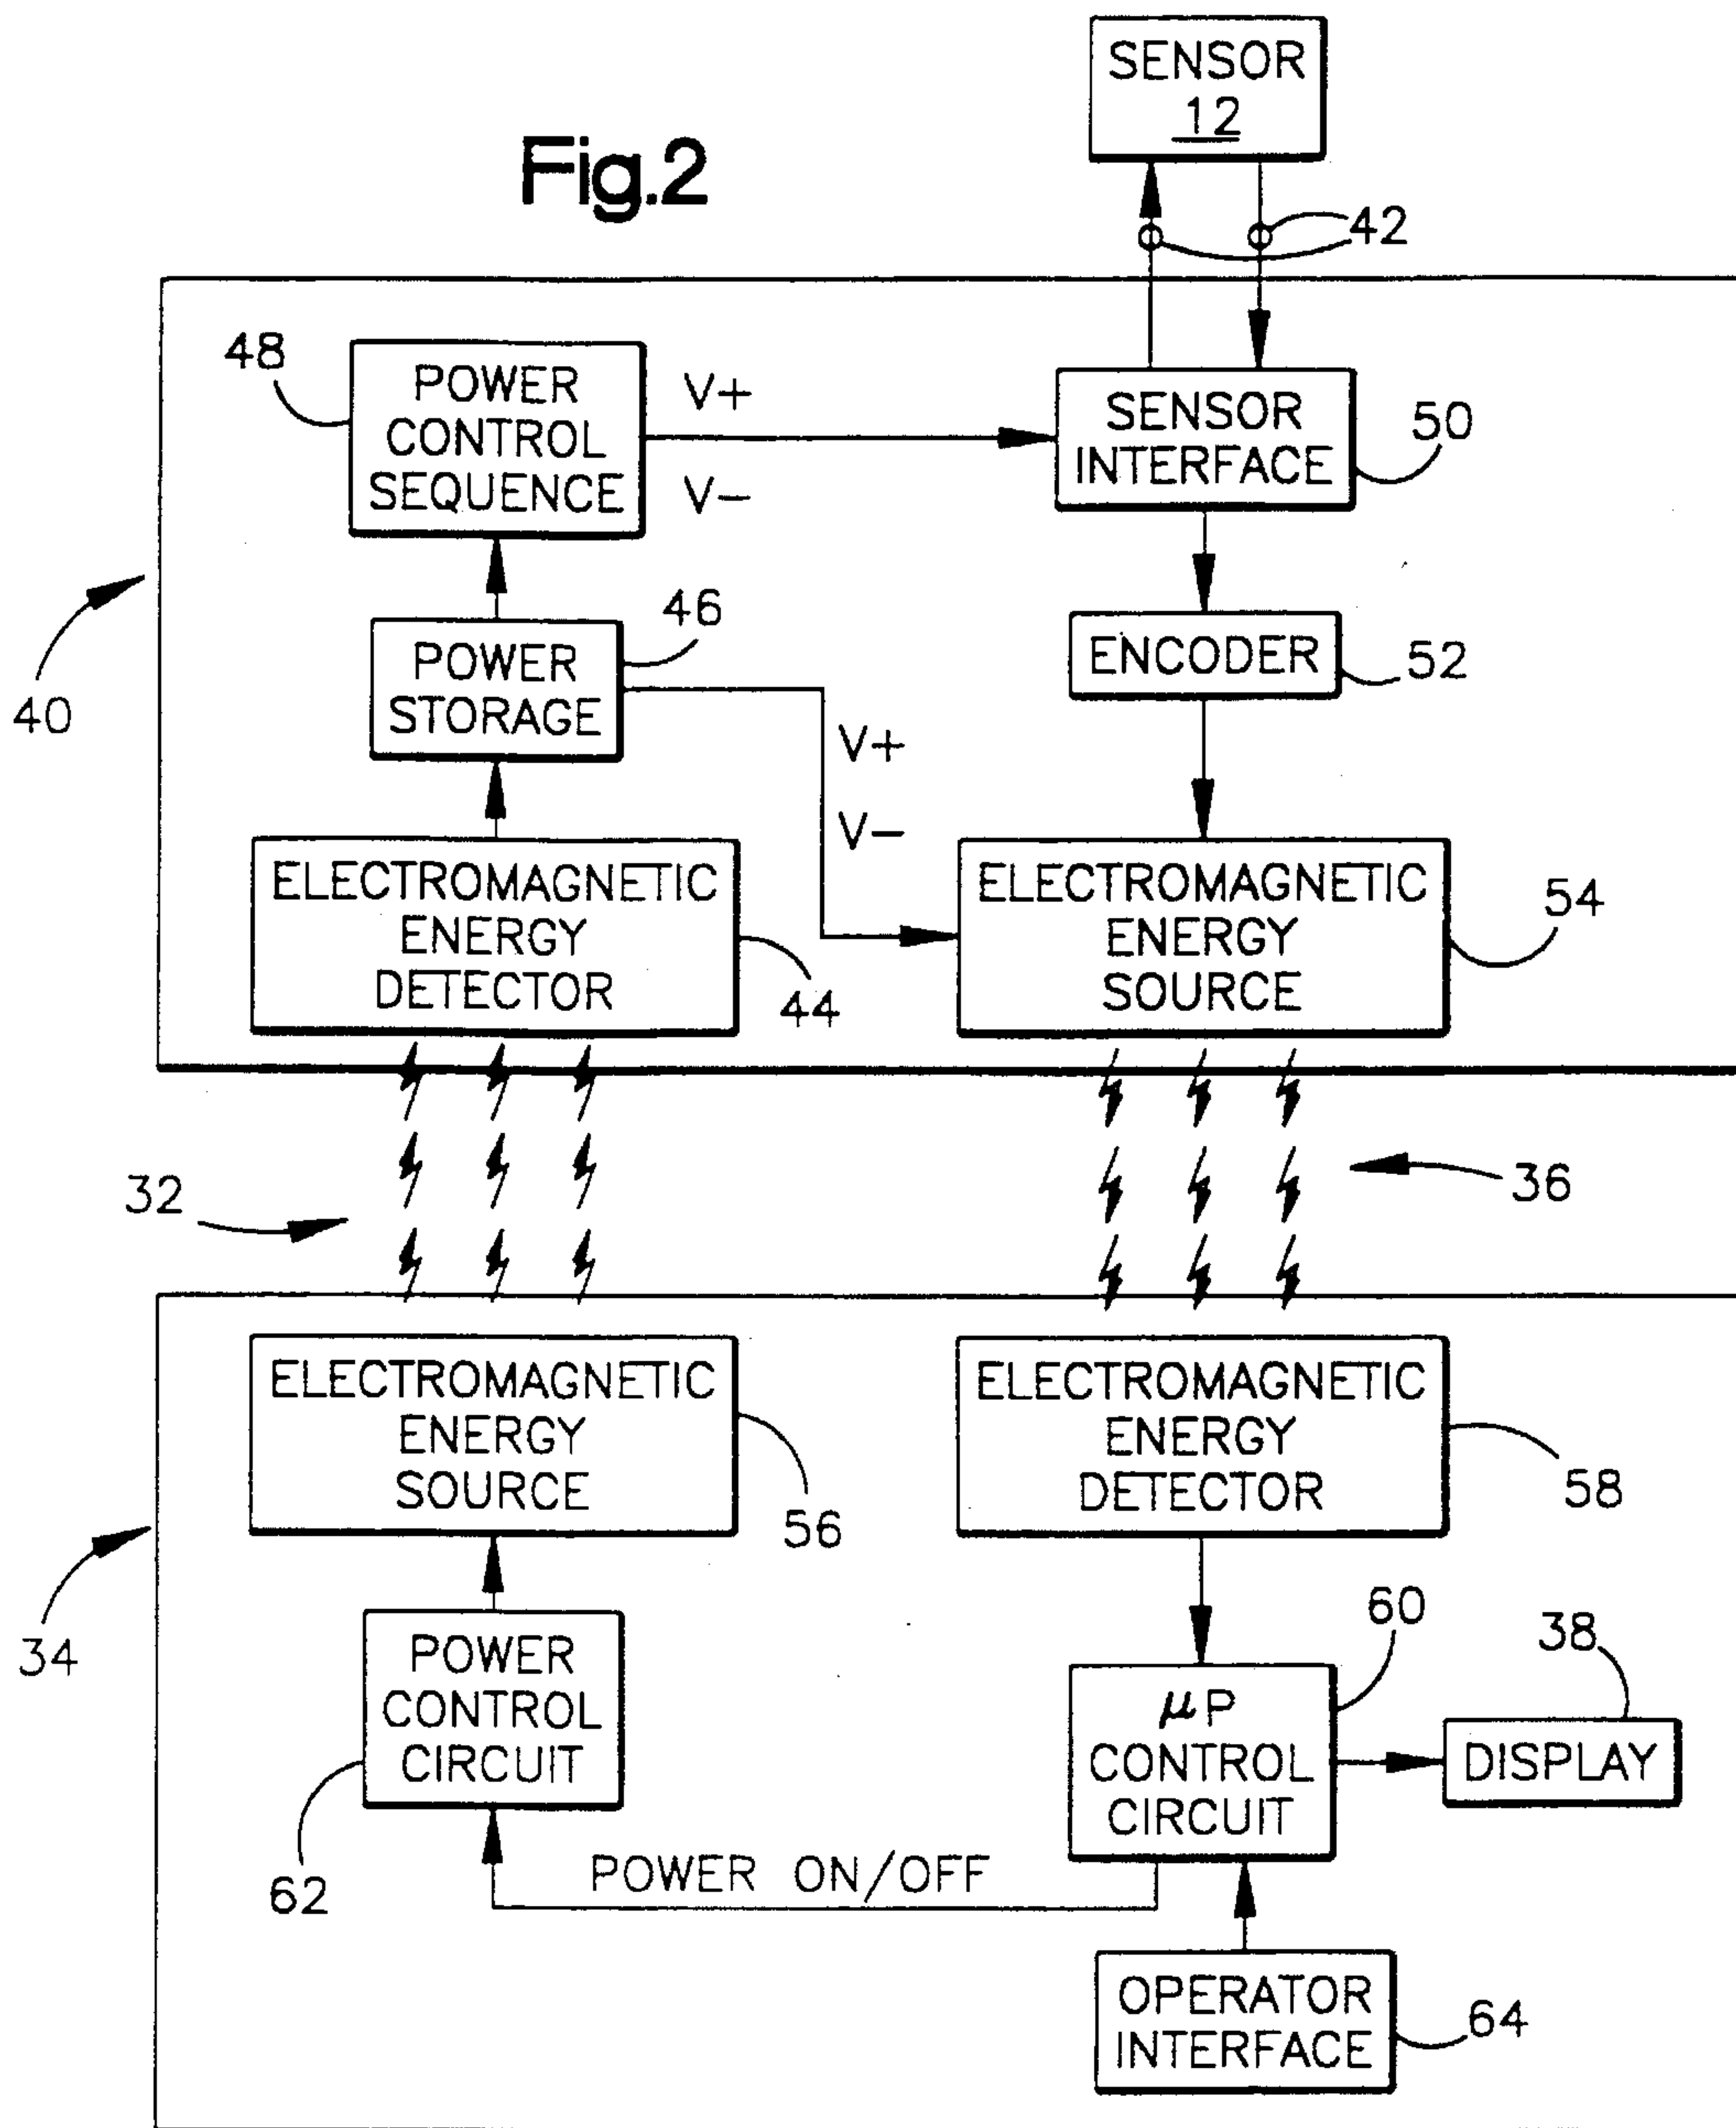 Fig.2
SENSOR
12
42
48
POWER
CONTROL
SEQUENCE
V+
V−
SENSOR
INTERFACE
50
40
POWER
STORAGE
46
ENCODER
52
V+
V−
ELECTROMAGNETIC
ENERGY
DETECTOR
44
ELECTROMAGNETIC
ENERGY
SOURCE
54
32
36
34
ELECTROMAGNETIC
ENERGY
SOURCE
56
ELECTROMAGNETIC
ENERGY
DETECTOR
58
POWER
CONTROL
CIRCUIT
62
μP
CONTROL
CIRCUIT
60
38
DISPLAY
POWER ON/OFF
OPERATOR
INTERFACE
64